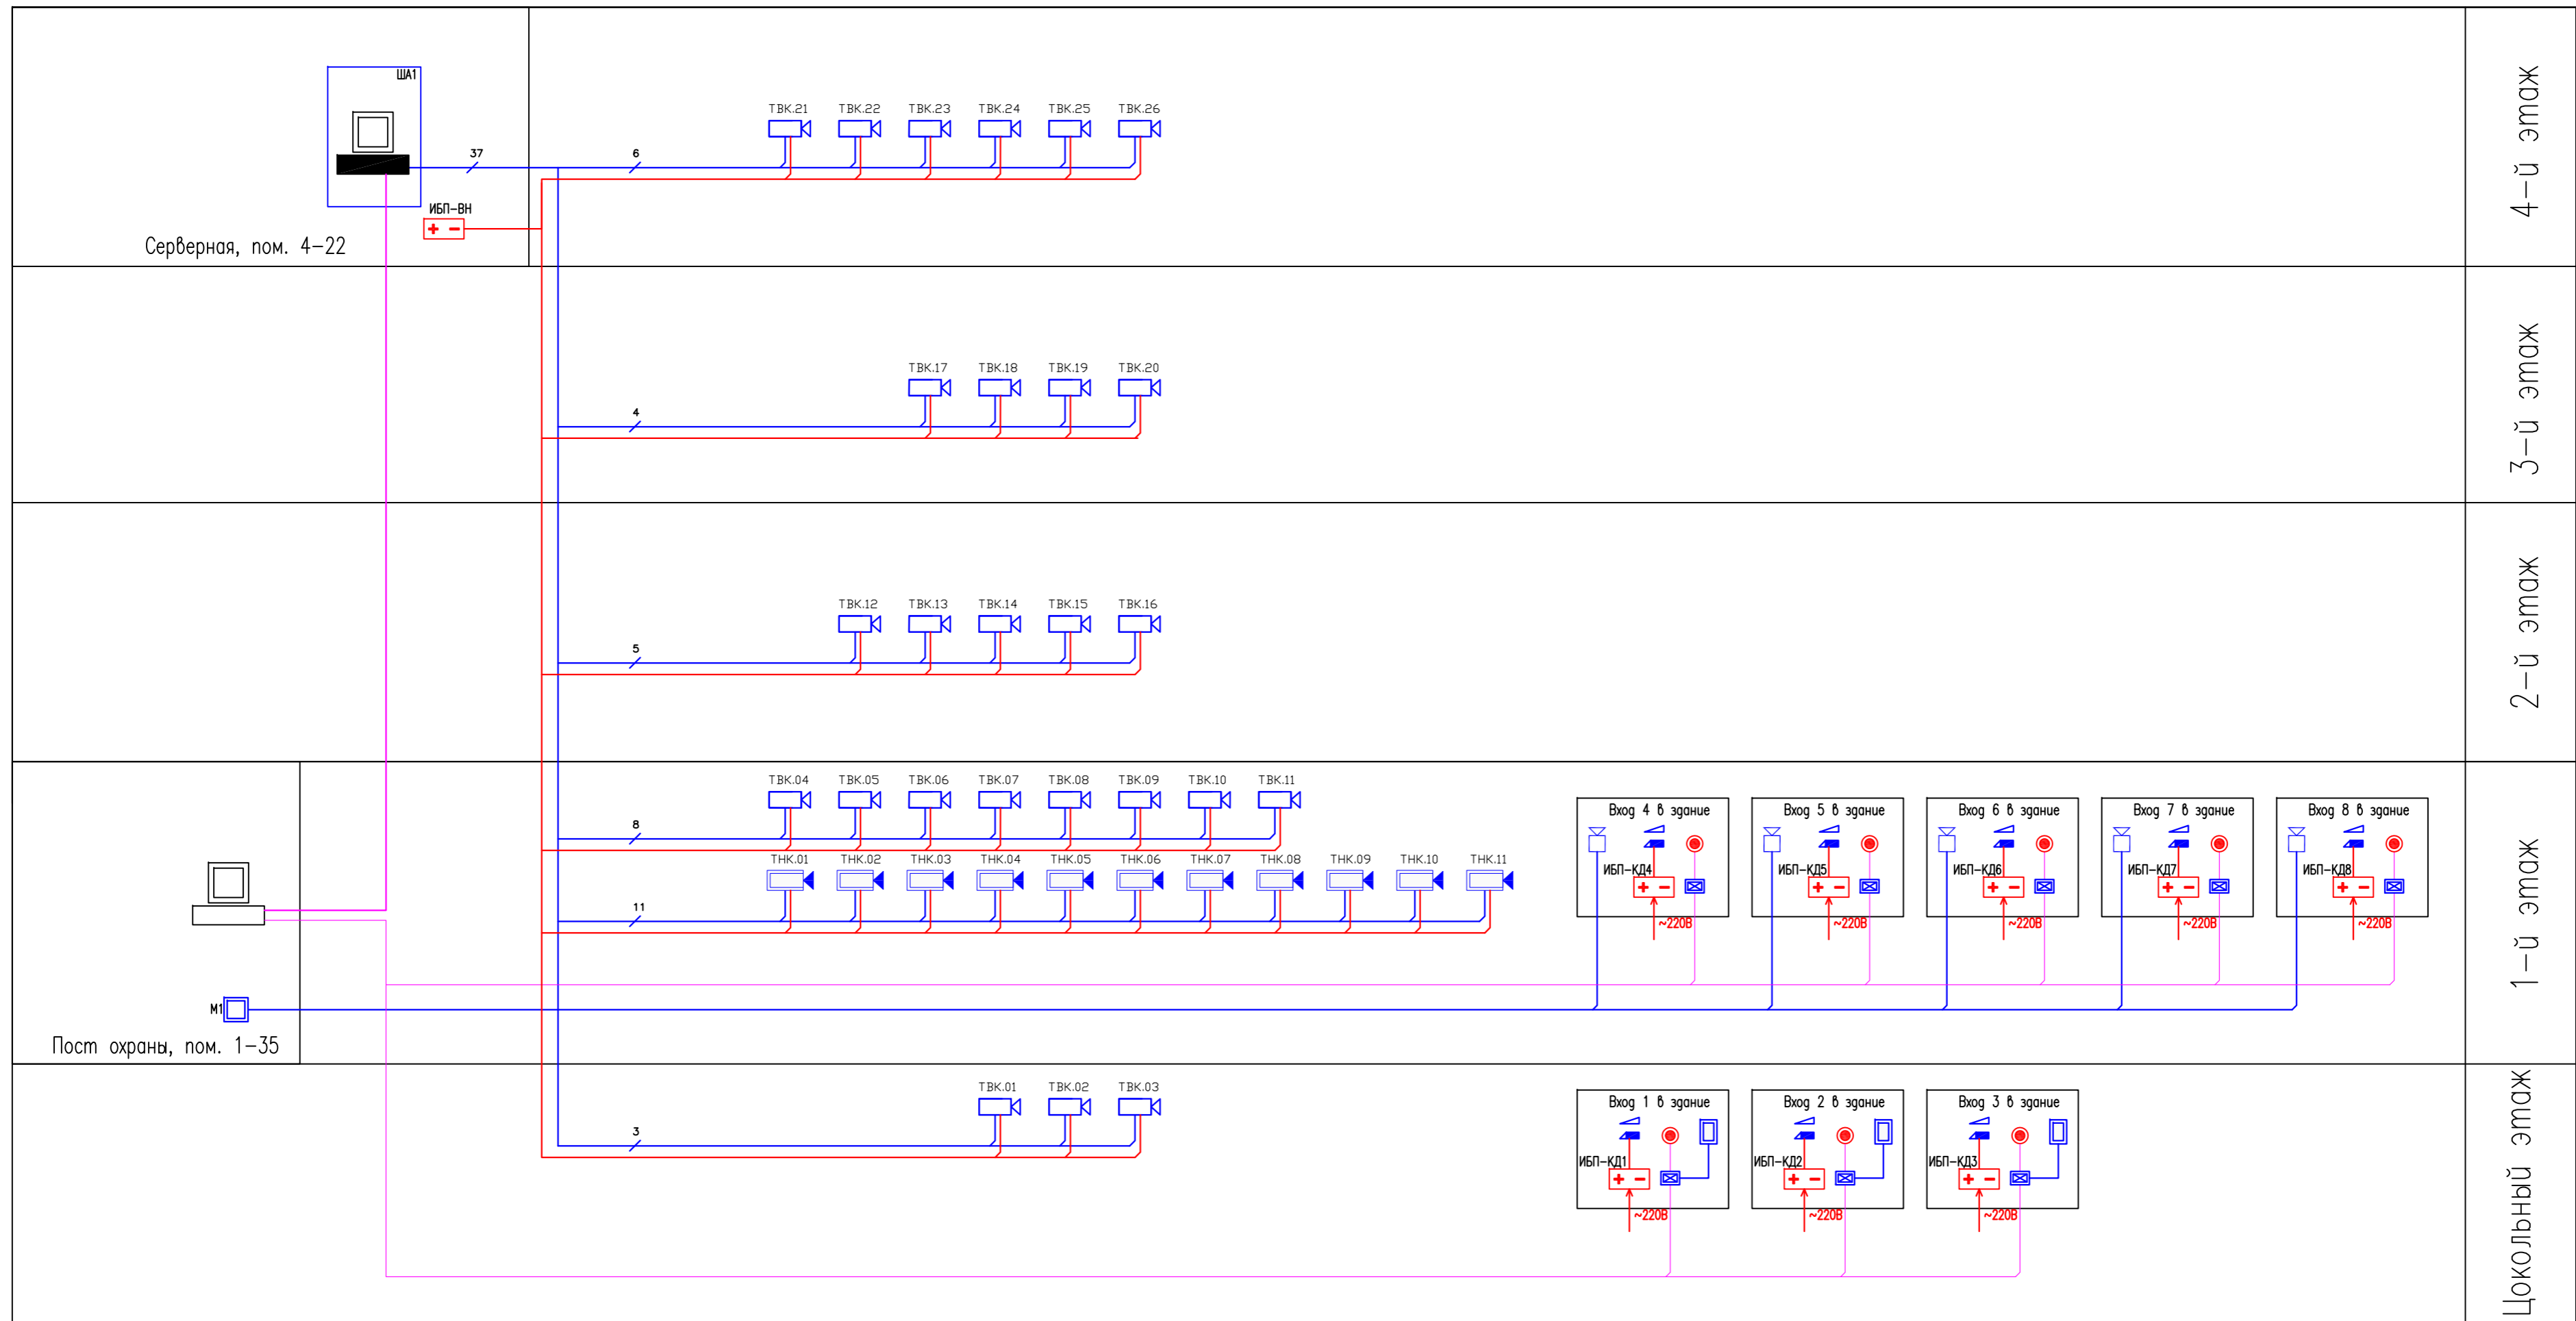 ША1
ТВК.21 ТВК.22 ТВК.23 ТВК.24 ТВК.25 ТВК.26
37
6
ИБП-ВН
Серверная, пом. 4-22
4-й этаж
ТВК.17 ТВК.18 ТВК.19 ТВК.20
4
3-й этаж
ТВК.12 ТВК.13 ТВК.14 ТВК.15 ТВК.16
5
2-й этаж
ТВК.04 ТВК.05 ТВК.06 ТВК.07 ТВК.08 ТВК.09 ТВК.10 ТВК.11
8
ТНК.01 ТНК.02 ТНК.03 ТНК.04 ТНК.05 ТНК.06 ТНК.07 ТНК.08 ТНК.09 ТНК.10 ТНК.11
11
Вход 4 в здание
ИБП-КД4
~220В
Вход 5 в здание
ИБП-КД5
~220В
Вход 6 в здание
ИБП-КД6
~220В
Вход 7 в здание
ИБП-КД7
~220В
Вход 8 в здание
ИБП-КД8
~220В
М1
Пост охраны, пом. 1-35
1-й этаж
ТВК.01 ТВК.02 ТВК.03
3
Вход 1 в здание
ИБП-КД1
~220В
Вход 2 в здание
ИБП-КД2
~220В
Вход 3 в здание
ИБП-КД3
~220В
Цокольный этаж